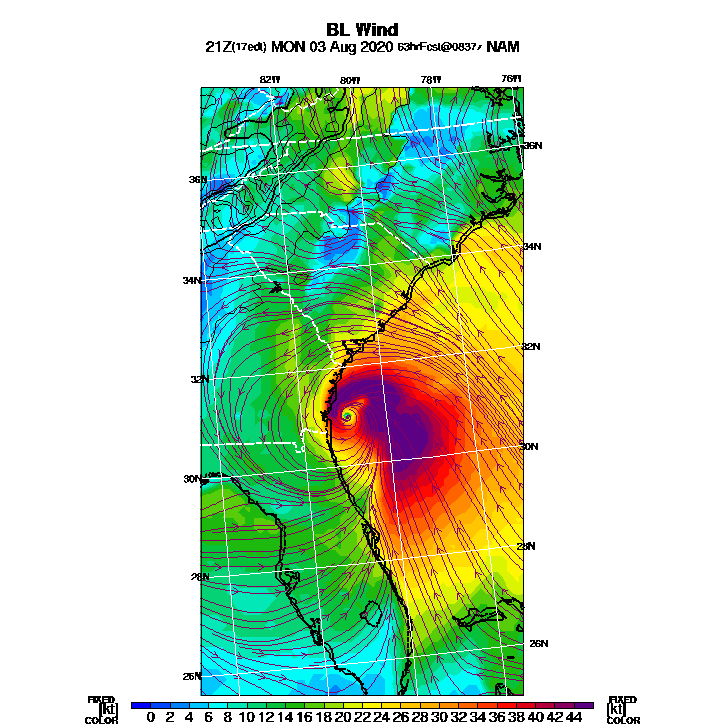 BL Wind
21Z(17edt) MON 03 Aug 2020 63hrFcst@0837z NAM
82W 80W 78W 76W
36N
36N
34N
34N
32N
32N
30N
30N
28N
28N
26N
26N
FIXED FIXED
[kt] 0 2 4 6 8 10 12 14 16 18 20 22 24 26 28 30 32 34 36 38 40 42 44 [kt]
COLOR COLOR